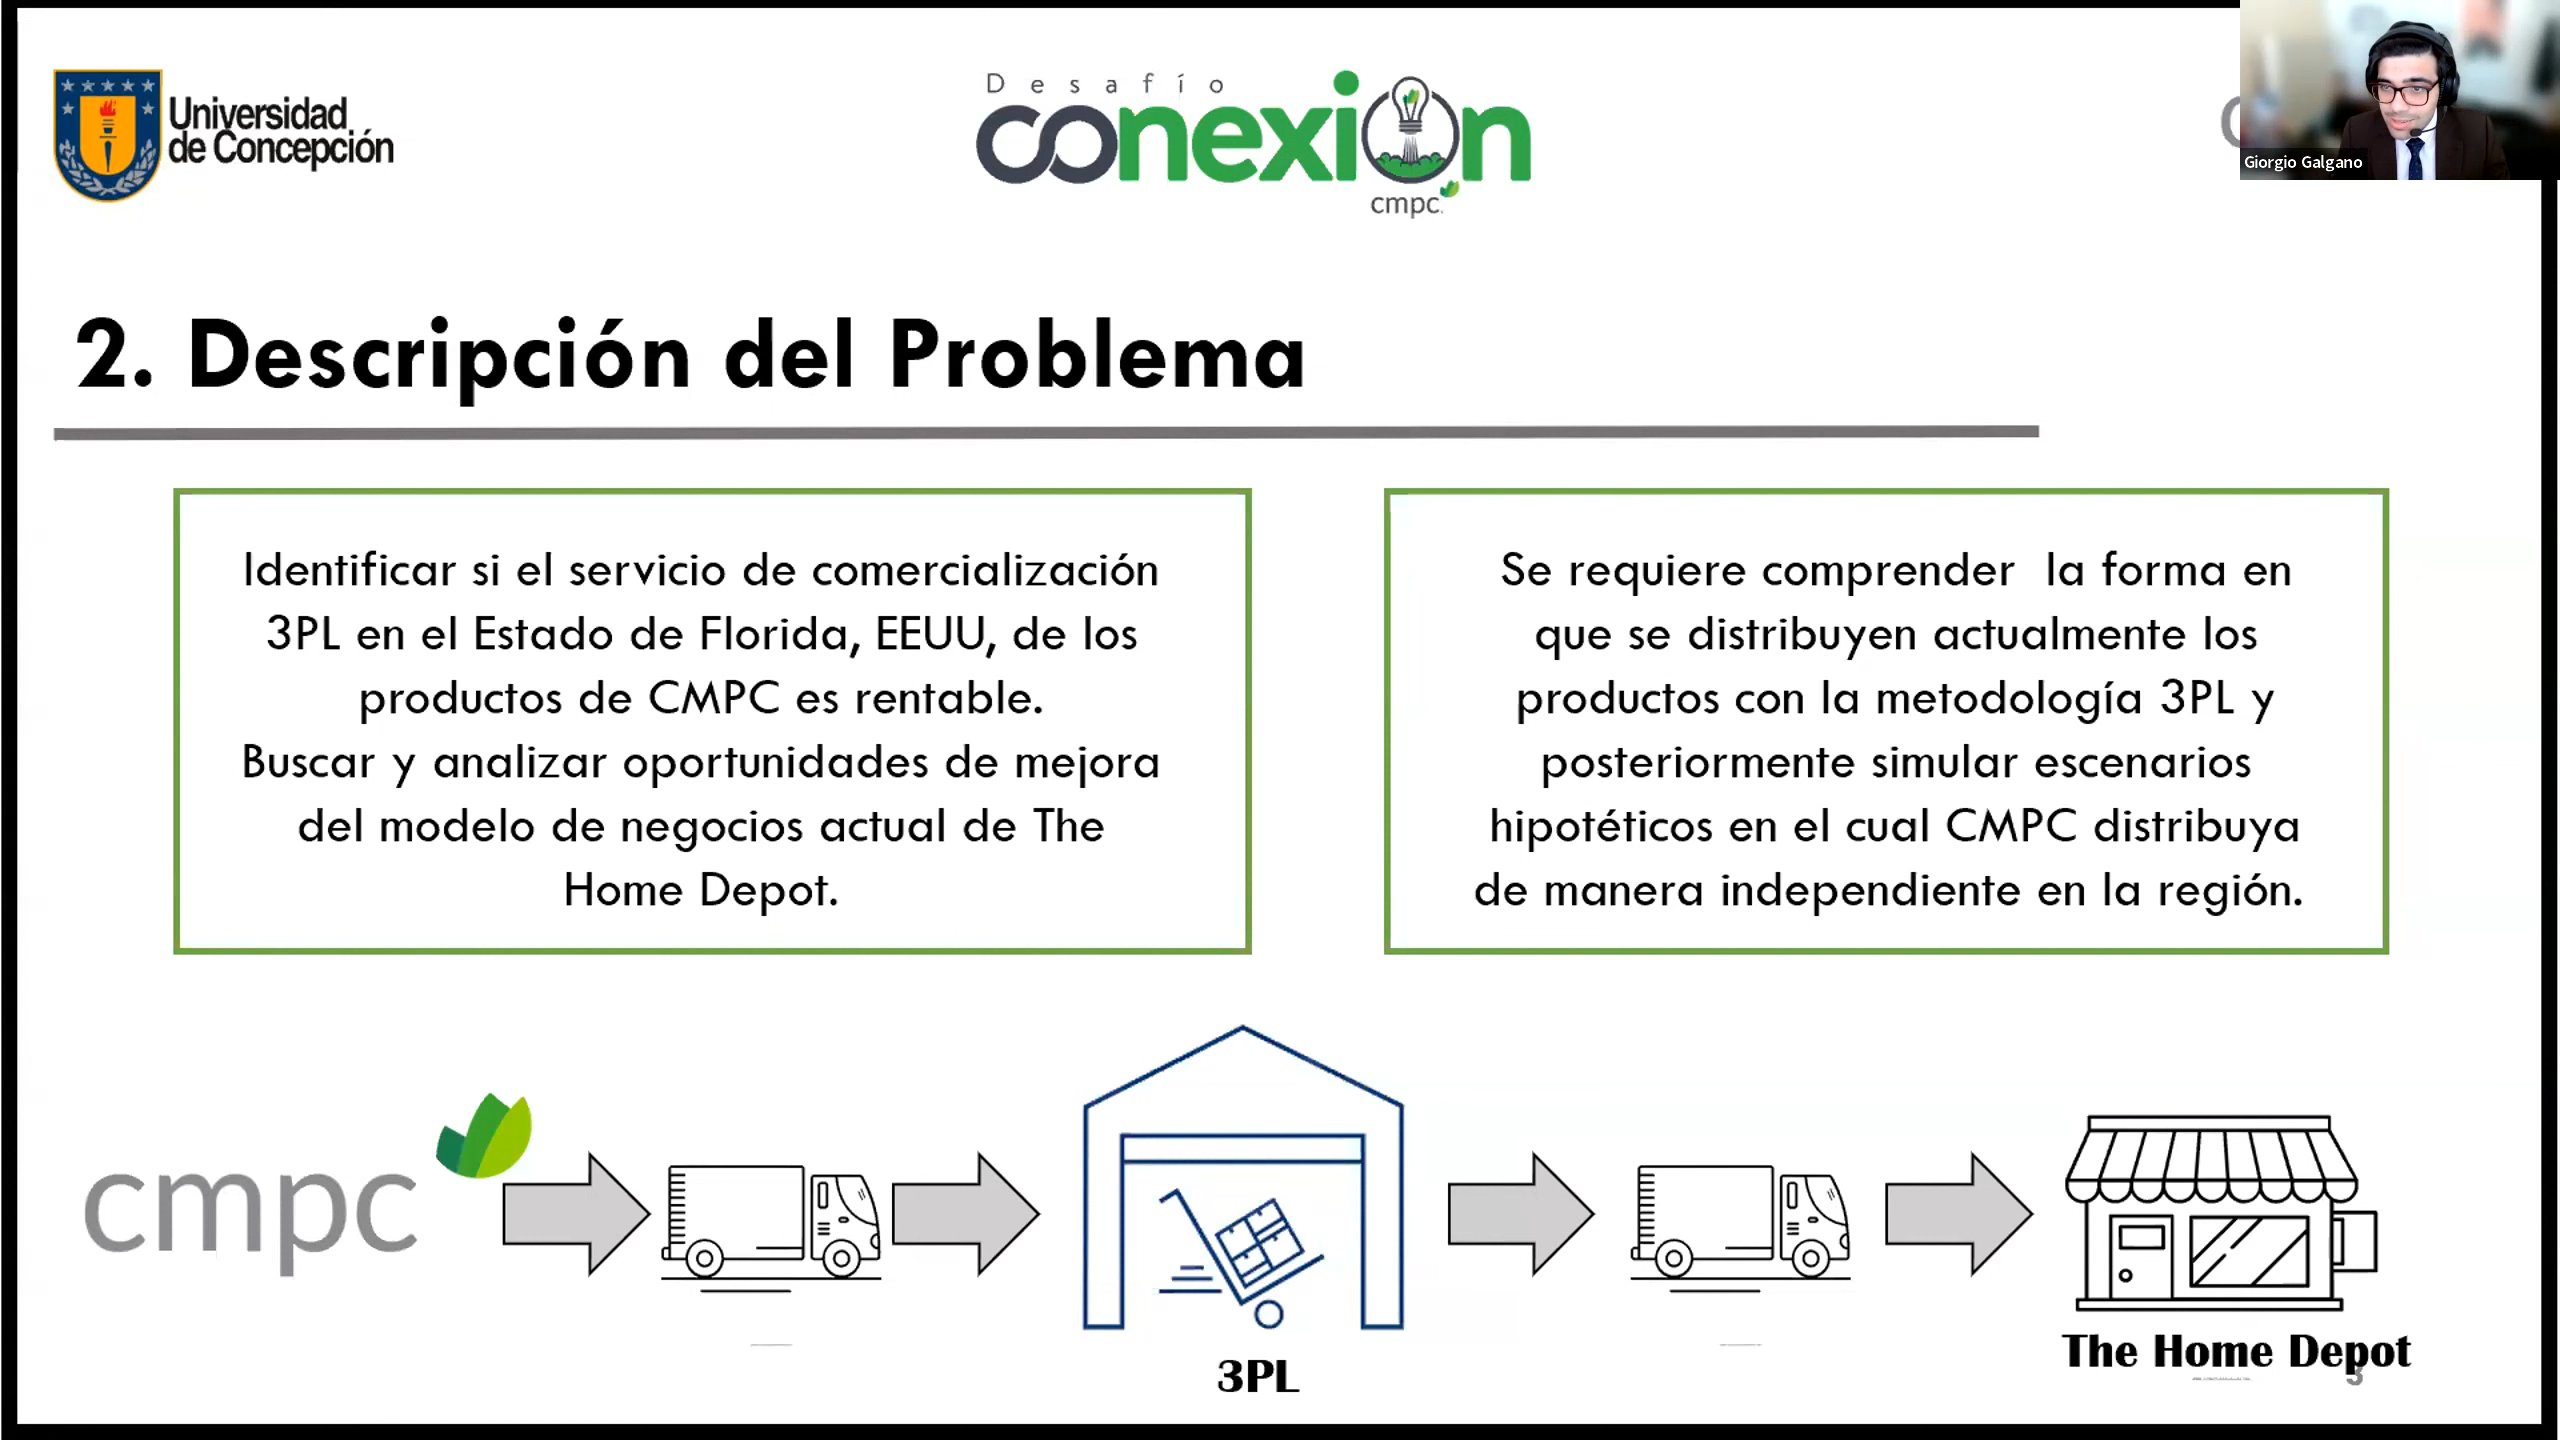 Universidad
de Concepción
Desafío
conexión
cmpc.
Giorgio Galgano
2. Descripción del Problema
Identificar si el servicio de comercialización
3PL en el Estado de Florida, EEUU, de los
productos de CMPC es rentable.
Buscar y analizar oportunidades de mejora
del modelo de negocios actual de The
Home Depot.
Se requiere comprender  la forma en
que se distribuyen actualmente los
productos con la metodología 3PL y
posteriormente simular escenarios
hipotéticos en el cual CMPC distribuya
de manera independiente en la región.
cmpc
3PL
The Home Depot
3